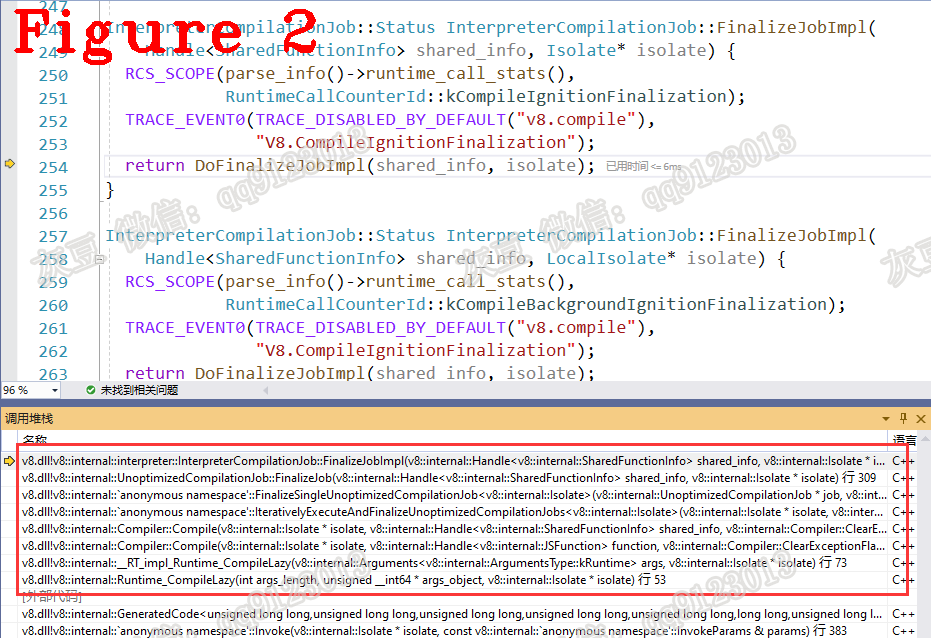 Figure 2
247
248 InterpreterCompilationJob::Status InterpreterCompilationJob::FinalizeJobImpl(
249 Handle<SharedFunctionInfo> shared_info, Isolate* isolate) {
250 RCS_SCOPE(parse_info()->runtime_call_stats(),
251 RuntimeCallCounterId::kCompileIgnitionFinalization);
252 TRACE_EVENT0(TRACE_DISABLED_BY_DEFAULT("v8.compile"),
253 "V8.CompileIgnitionFinalization");
254 return DoFinalizeJobImpl(shared_info, isolate); 已用时间 <= 6ms
255 }
256
257 InterpreterCompilationJob::Status InterpreterCompilationJob::FinalizeJobImpl(
258 Handle<SharedFunctionInfo> shared_info, LocalIsolate* isolate) {
259 RCS_SCOPE(parse_info()->runtime_call_stats(),
260 RuntimeCallCounterId::kCompileBackgroundIgnitionFinalization);
261 TRACE_EVENT0(TRACE_DISABLED_BY_DEFAULT("v8.compile"),
262 "V8.CompileIgnitionFinalization");
263 return DoFinalizeJobImpl(shared_info, isolate);
灰豆 微信: qq9123013
灰豆 微信: qq9123013
灰豆
96 % 未找到相关问题
调用堆栈
名称 语言
v8.dll!v8::internal::interpreter::InterpreterCompilationJob::FinalizeJobImpl(v8::internal::Handle<v8::internal::SharedFunctionInfo> shared_info, v8::internal::Isolate * i... C++
v8.dll!v8::internal::UnoptimizedCompilationJob::FinalizeJob(v8::internal::Handle<v8::internal::SharedFunctionInfo> shared_info, v8::internal::Isolate * isolate) 行 309 C++
v8.dll!v8::internal::`anonymous namespace'::FinalizeSingleUnoptimizedCompilationJob<v8::internal::Isolate>(v8::internal::UnoptimizedCompilationJob * job, v8::int... C++
v8.dll!v8::internal::`anonymous namespace'::IterativelyExecuteAndFinalizeUnoptimizedCompilationJobs<v8::internal::Isolate>(v8::internal::Isolate * isolate, v8::inter... C++
v8.dll!v8::internal::Compiler::Compile(v8::internal::Isolate * isolate, v8::internal::Handle<v8::internal::SharedFunctionInfo> shared_info, v8::internal::Compiler::ClearE... C++
v8.dll!v8::internal::Compiler::Compile(v8::internal::Isolate * isolate, v8::internal::Handle<v8::internal::JSFunction> function, v8::internal::Compiler::ClearExceptionFla... C++
v8.dll!v8::internal::__RT_impl_Runtime_CompileLazy(v8::internal::Arguments<v8::internal::ArgumentsType::kRuntime> args, v8::internal::Isolate * isolate) 行 73 C++
v8.dll!v8::internal::Runtime_CompileLazy(int args_length, unsigned __int64 * args_object, v8::internal::Isolate * isolate) 行 53 C++
[外部代码]
v8.dll!v8::internal::GeneratedCode<unsigned long long,unsigned long long,unsigned long long,unsigned long long,unsigned long long,unsigned long l... C++
v8.dll!v8::internal::`anonymous namespace'::Invoke(v8::internal::Isolate * isolate, const v8::internal::`anonymous namespace'::InvokeParams & params) 行 383 C++
qq9123013
qq9123013